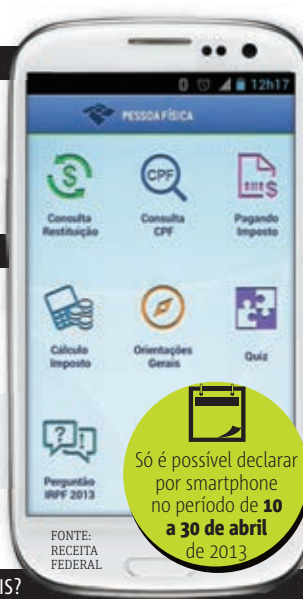 12h17
PESSOA FÍSICA
Consulta
Restituição
Consulta
CPF
Pagando
Imposto
Cálculo
Imposto
Orientações
Gerais
Quiz
Perguntão
IRPF 2013
CPF
Só é possível declarar
por smartphone
no período de 10
a 30 de abril
de 2013
FONTE:
RECEITA
FEDERAL
IS?